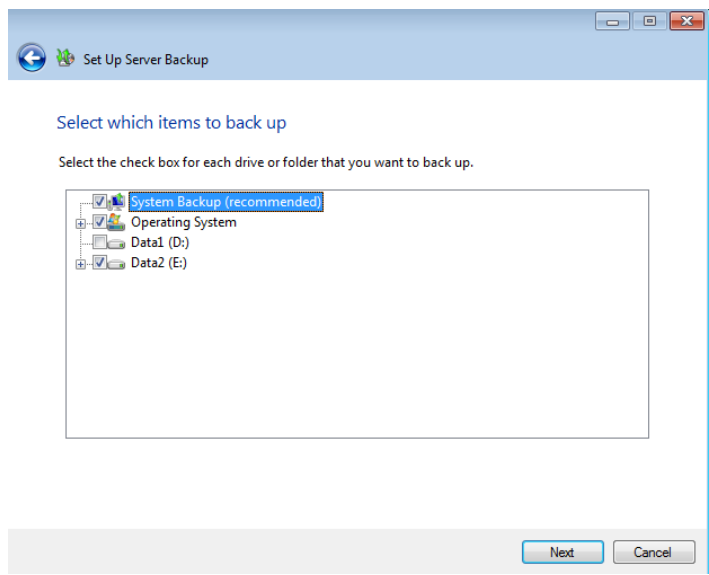 Set Up Server Backup
Select which items to back up
Select the check box for each drive or folder that you want to back up.
System Backup (recommended)
Operating System
Data1 (D:)
Data2 (E:)
Next Cancel